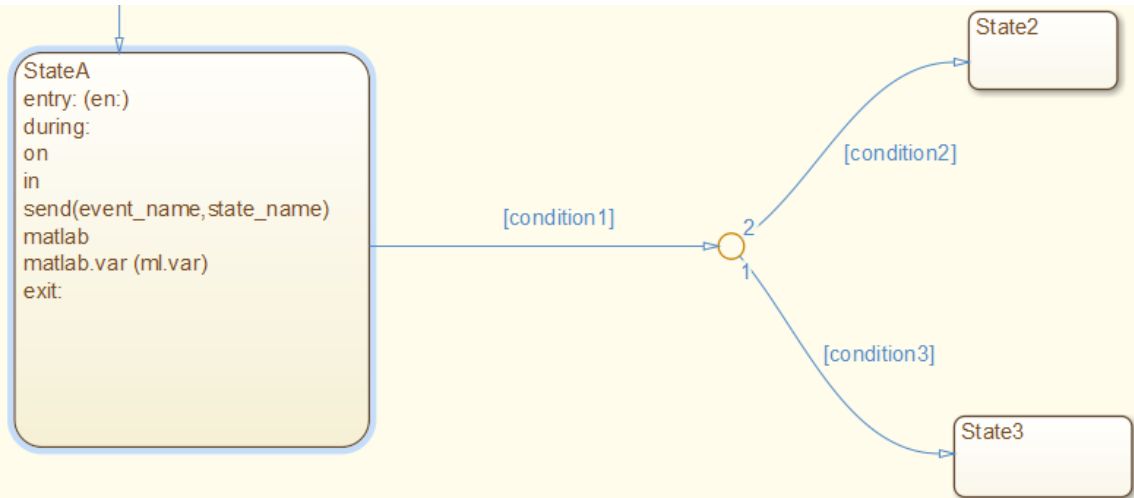 StateA
entry: (en:)
during:
on
in
send(event_name,state_name)
matlab
matlab.var (ml.var)
exit:
[condition1]
2
1
[condition2]
[condition3]
State2
State3